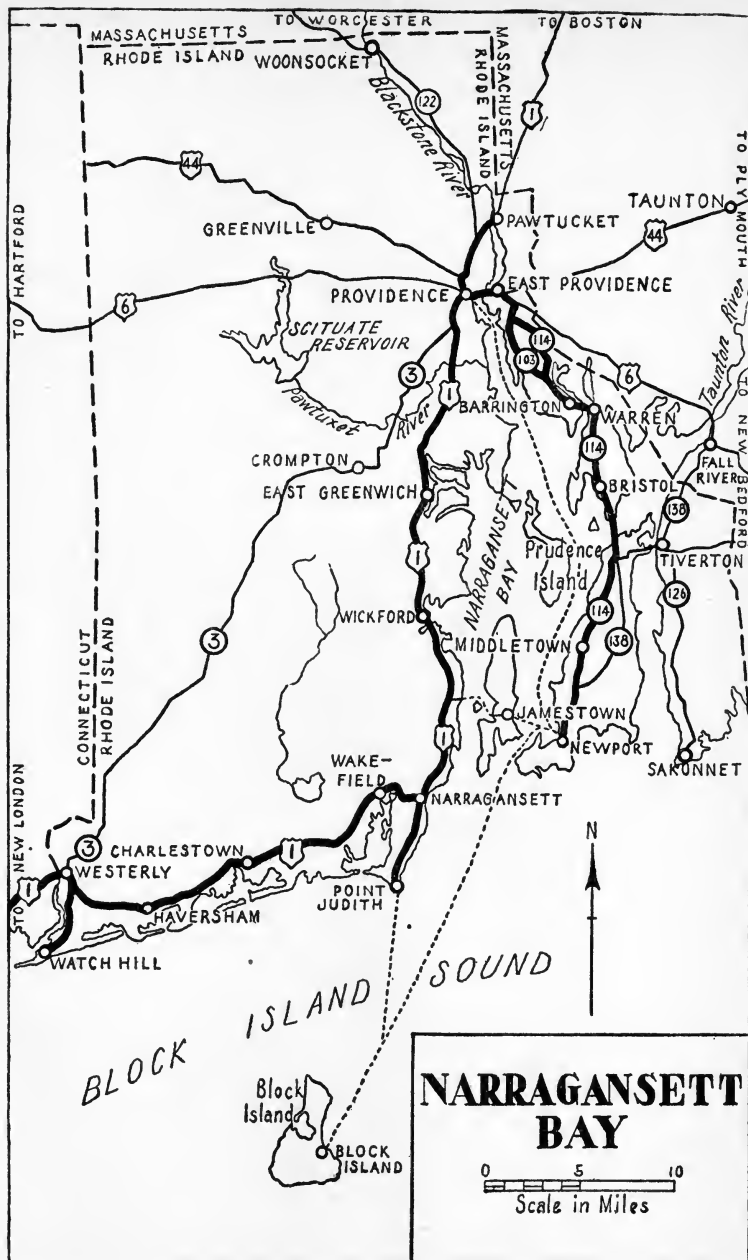 TO WORCESTER
TO BOSTON
MASSACHUSETTS
RHODE ISLAND
WOONSOCKET
MASSACHUSETTS
RHODE ISLAND
122
Blackstone River
1
TO PLYMOUTH
44
GREENVILLE
PAWTUCKET
TAUNTON
44
TO HARTFORD
6
PROVIDENCE
EAST PROVIDENCE
SCITUATE
RESERVOIR
Taunton River
3
114
103
6
Pawtuxet River
1
BARRINGTON
WARREN
TO NEW BEDFORD
114
FALL
RIVER
CROMPTON
EAST GREENWICH
BRISTOL
138
NARRAGANSETT
BAY
Prudence
Island
TIVERTON
1
126
3
WICKFORD
114
MIDDLETOWN
138
CONNECTICUT
RHODE ISLAND
JAMESTOWN
1
NEWPORT
SAKONNET
WAKE-
FIELD
NARRAGANSETT
TO NEW LONDON
3
CHARLESTOWN
1
N
WESTERLY
1
POINT
JUDITH
HAVERSHAM
WATCH HILL
BLOCK ISLAND SOUND
Block
Island
BLOCK
ISLAND
NARRAGANSETT
BAY
0 5 10
Scale in Miles